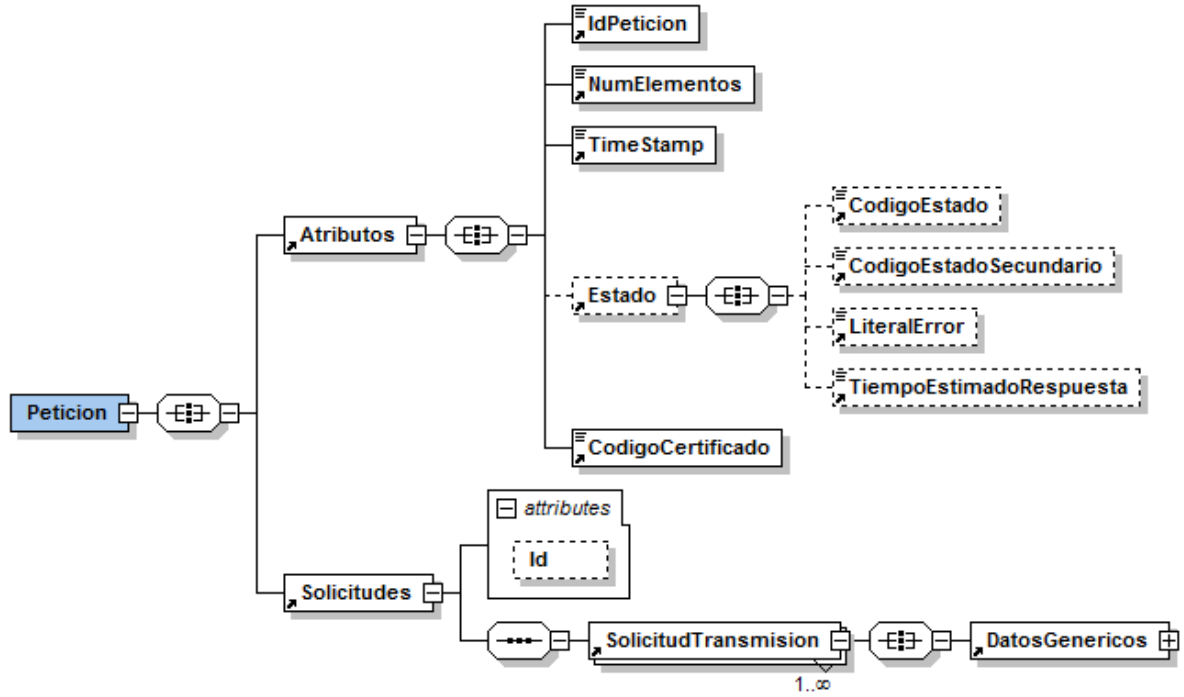 IdPeticion
NumElementos
TimeStamp
CodigoEstado
Atributos
CodigoEstadoSecundario
Estado
LiteralError
TiempoEstimadoRespuesta
Peticion
CodigoCertificado
attributes
Id
Solicitudes
SolicitudTransmision
DatosGenericos
1..∞